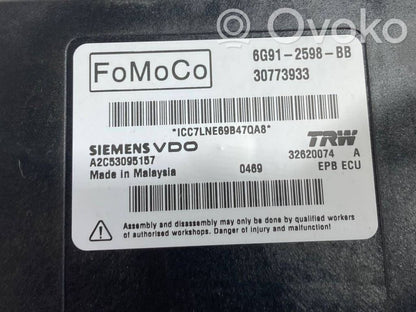 Ovoko
FoMoCo
6G91-2598-BB
30773933
*ICC7LNE69B47QA8*
SIEMENS VDO
TRW
A2C53095157
32620074 A
Made in Malaysia
0469
EPB ECU
Assembly and disassembly may only be done by qualified workers
of authorised workshops. Danger of injury and malfunction!